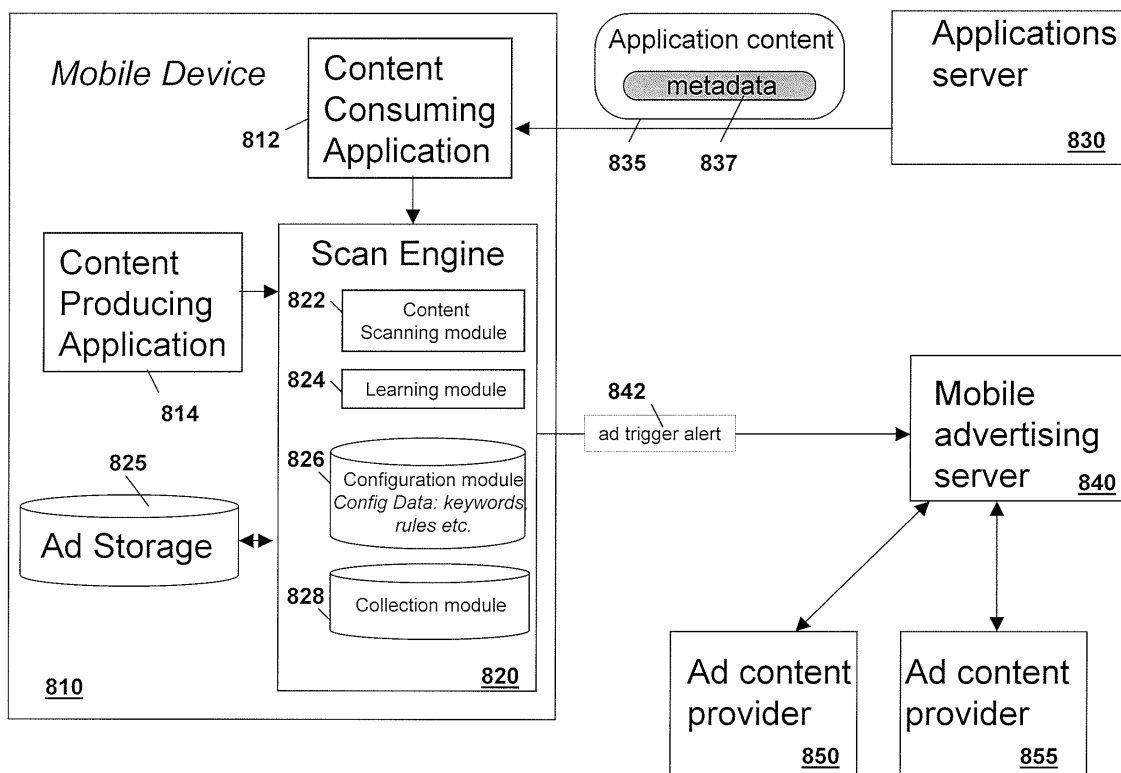 Mobile Device
Content
Consuming
Application
812
Application content
metadata
835
837
Applications
server
830
Content
Producing
Application
814
Scan Engine
822
Content
Scanning module
824
Learning module
826
Configuration module
Config Data: keywords,
rules etc.
828
Collection module
820
825
Ad Storage
810
842
ad trigger alert
Mobile
advertising
server
840
Ad content
provider
850
Ad content
provider
855